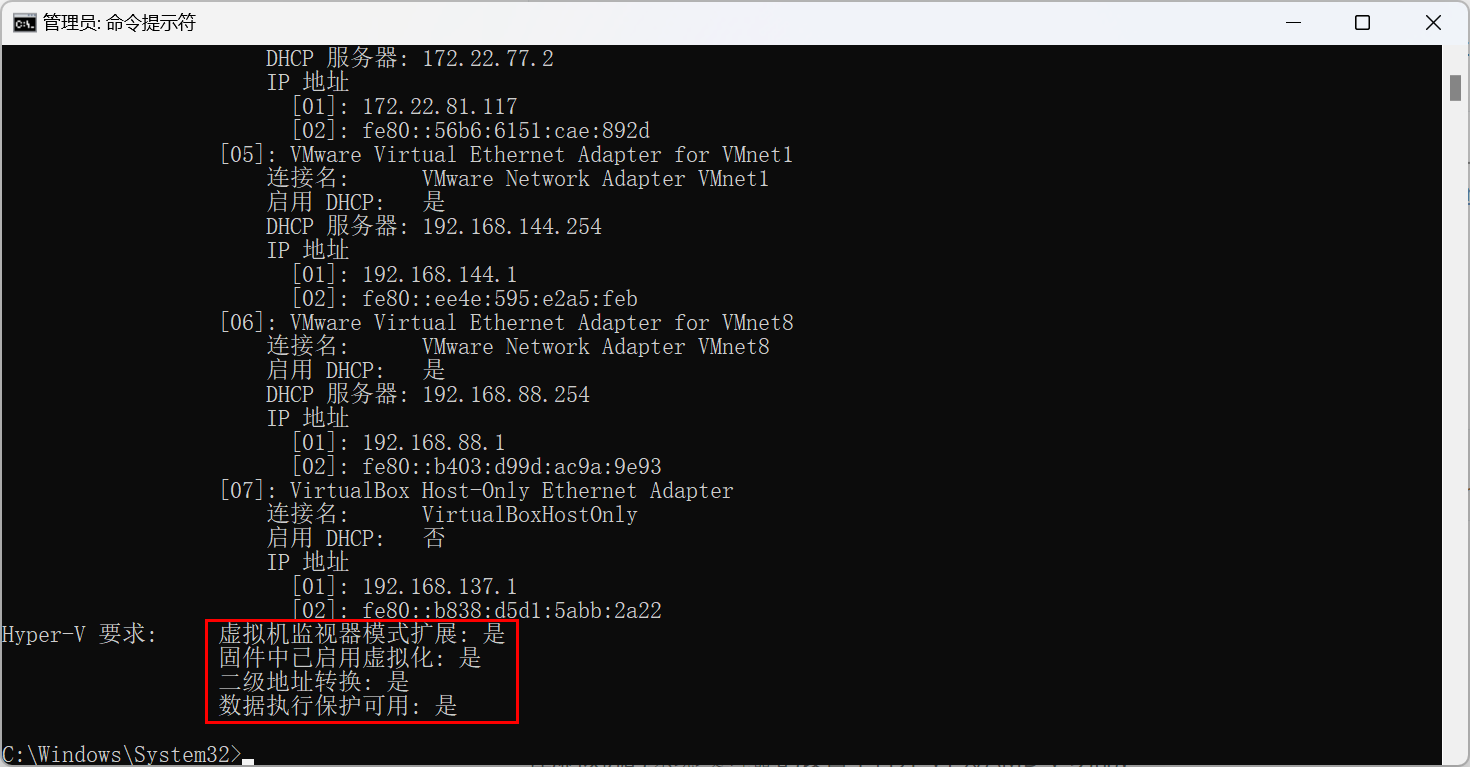 管理员: 命令提示符
DHCP 服务器: 172.22.77.2
IP 地址
[01]: 172.22.81.117
[02]: fe80::56b6:6151:cae:892d
[05]: VMware Virtual Ethernet Adapter for VMnet1
连接名: VMware Network Adapter VMnet1
启用 DHCP: 是
DHCP 服务器: 192.168.144.254
IP 地址
[01]: 192.168.144.1
[02]: fe80::ee4e:595:e2a5:feb
[06]: VMware Virtual Ethernet Adapter for VMnet8
连接名: VMware Network Adapter VMnet8
启用 DHCP: 是
DHCP 服务器: 192.168.88.254
IP 地址
[01]: 192.168.88.1
[02]: fe80::b403:d99d:ac9a:9e93
[07]: VirtualBox Host-Only Ethernet Adapter
连接名: VirtualBoxHostOnly
启用 DHCP: 否
IP 地址
[01]: 192.168.137.1
[02]: fe80::b838:d5d1:5abb:2a22
Hyper-V 要求: 虚拟机监视器模式扩展: 是
固件中已启用虚拟化: 是
二级地址转换: 是
数据执行保护可用: 是
C:\Windows\System32>